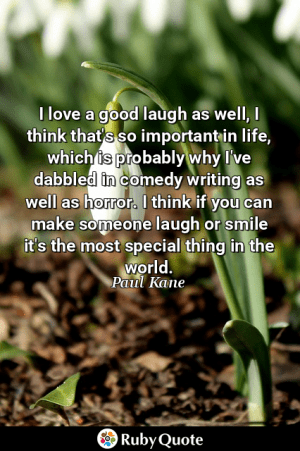 I love a good laugh as well, I
think that's so important in life,
which is probably why I've
dabbled in comedy writing as
well as horror. I think if you can
make someone laugh or smile
it's the most special thing in the
world.
Paul Kane
Ruby Quote